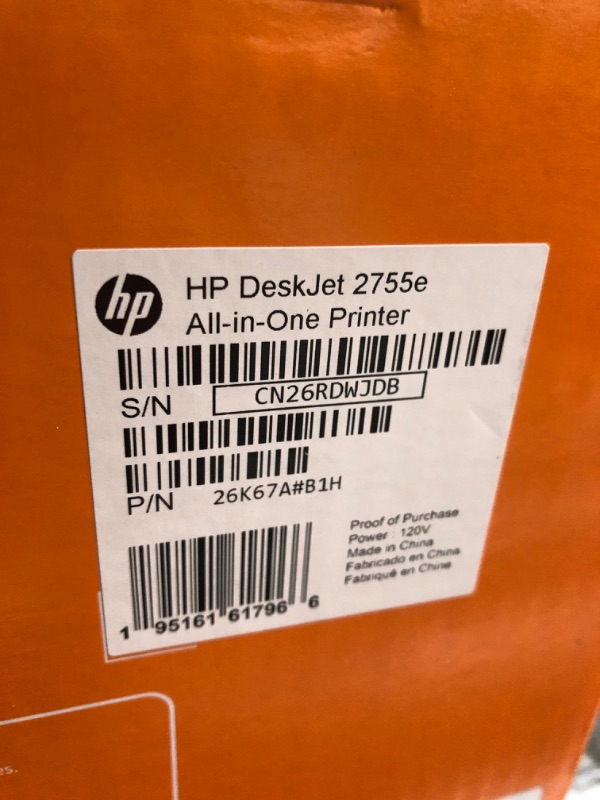 hp
HP DeskJet 2755e
All-in-One Printer
S/N CN26RDWJDB
P/N 26K67A#B1H
Proof of Purchase
Power : 120V
Made in China
Fabricado en China
Fabriqué en Chine
1 95161 61796 6
es.